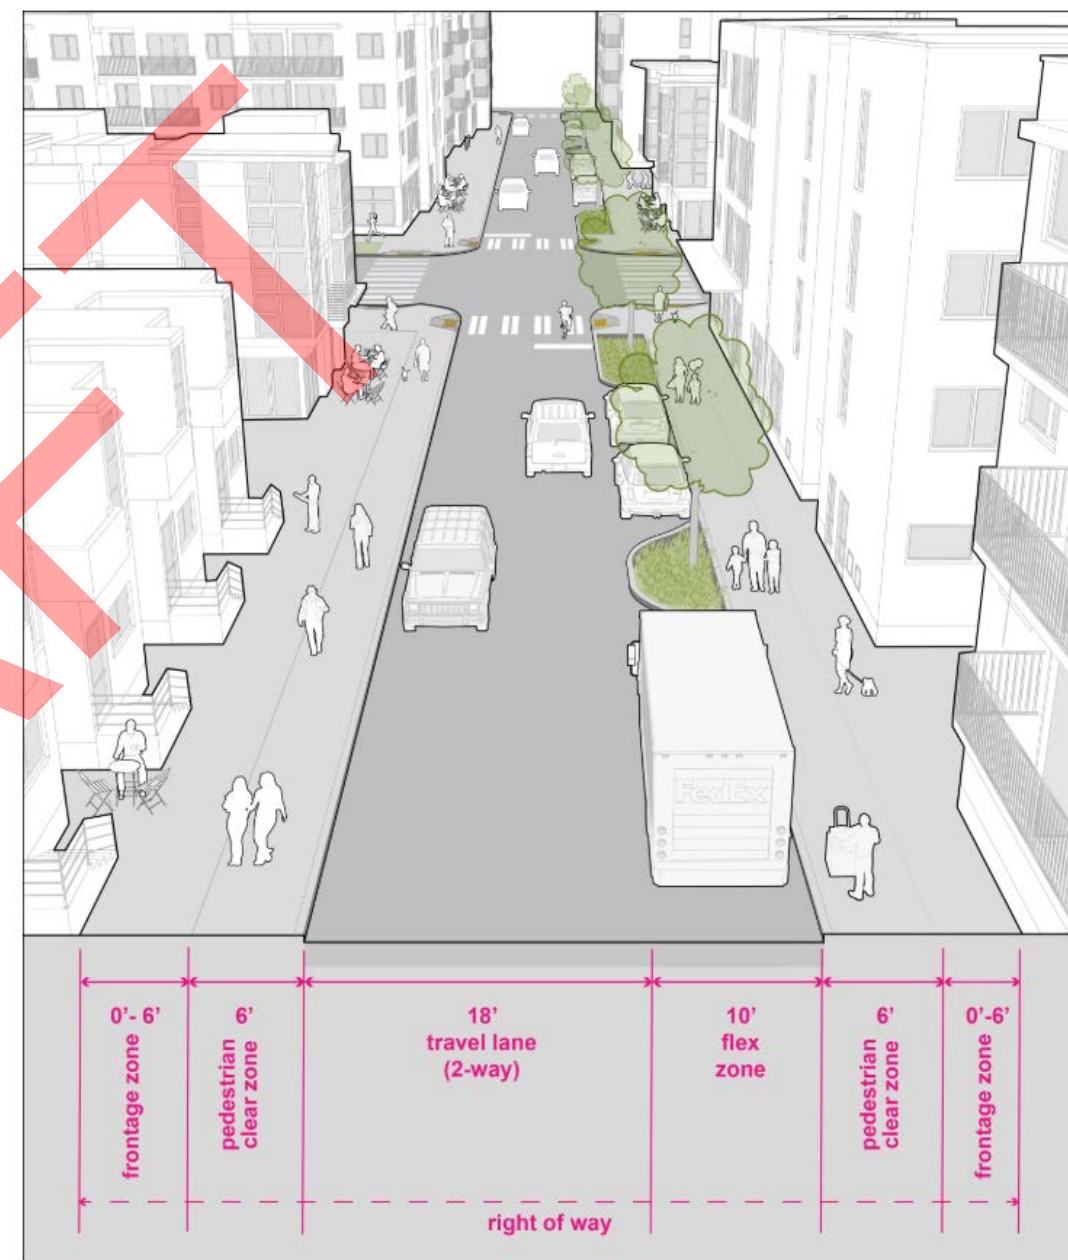 FedEx
0'- 6'
frontage zone
6'
pedestrian
clear zone
18'
travel lane
(2-way)
10'
flex
zone
6'
pedestrian
clear zone
0'-6'
frontage zone
right of way